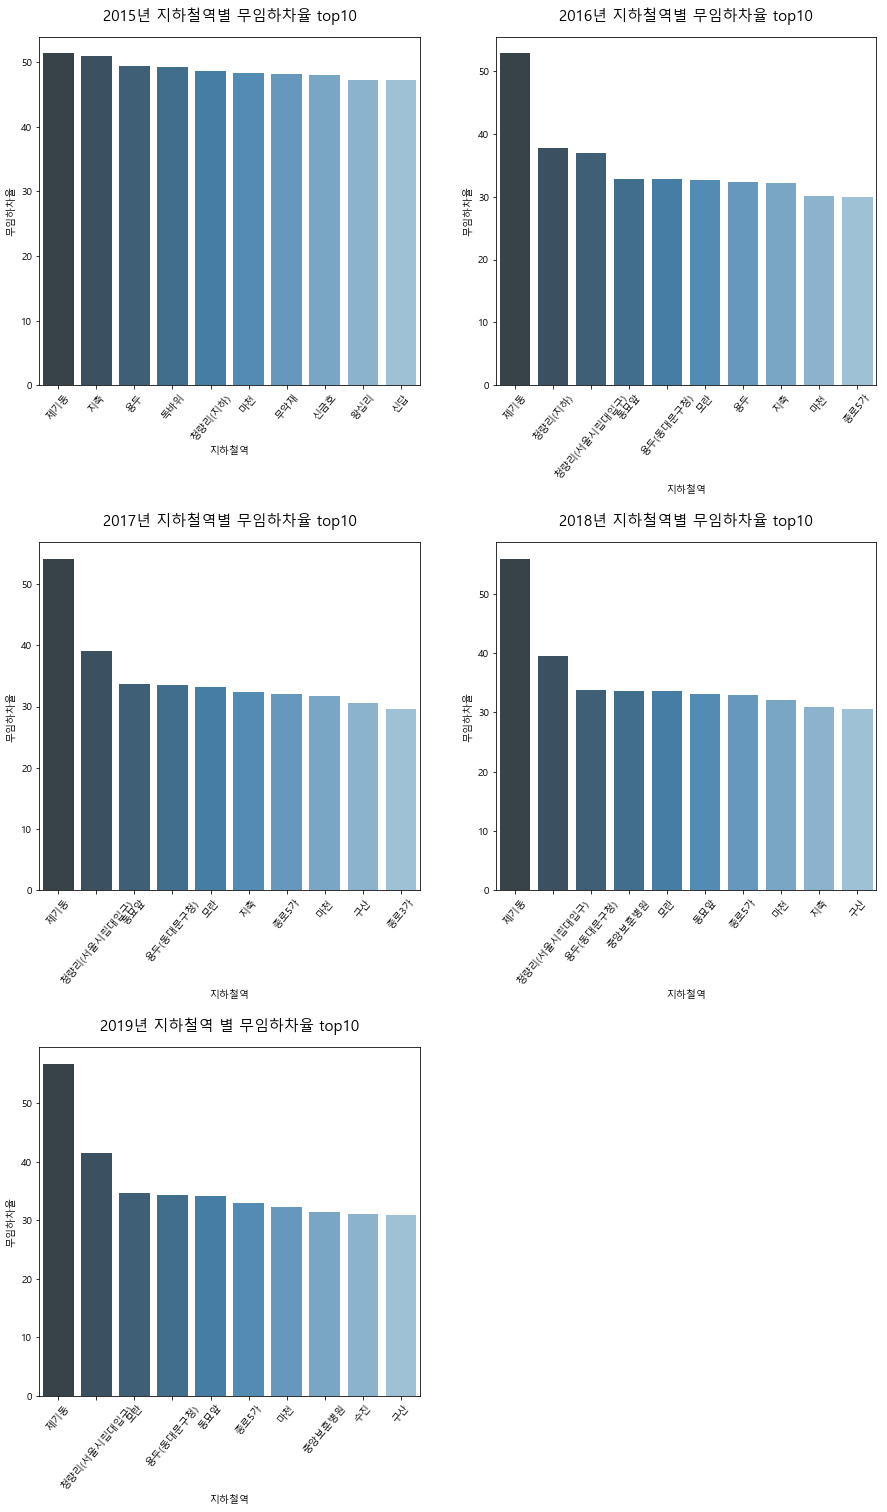 2015년 지하철역별 무임하차율 top10
무임하차율
50
40
30
20
10
0
제기동
지축
용두
독바위
청량리(지하)
마천
무악재
신금호
왕십리
신답
지하철역
2016년 지하철역별 무임하차율 top10
무임하차율
50
40
30
20
10
0
제기동
청량리(지하)
청량리(서울시립대입구)
동묘앞
용두(동대문구청)
모란
용두
지축
마천
종로5가
지하철역
2017년 지하철역별 무임하차율 top10
무임하차율
50
40
30
20
10
0
제기동
청량리(서울시립대입구)
동묘앞
용두(동대문구청)
모란
지축
종로5가
마천
구산
종로3가
지하철역
2018년 지하철역별 무임하차율 top10
무임하차율
50
40
30
20
10
0
제기동
청량리(서울시립대입구)
용두(동대문구청)
중앙보훈병원
모란
동묘앞
종로5가
마천
지축
구산
지하철역
2019년 지하철역 별 무임하차율 top10
무임하차율
50
40
30
20
10
0
제기동
청량리(서울시립대입구)
모란
용두(동대문구청)
동묘앞
종로5가
마천
중앙보훈병원
수진
구산
지하철역